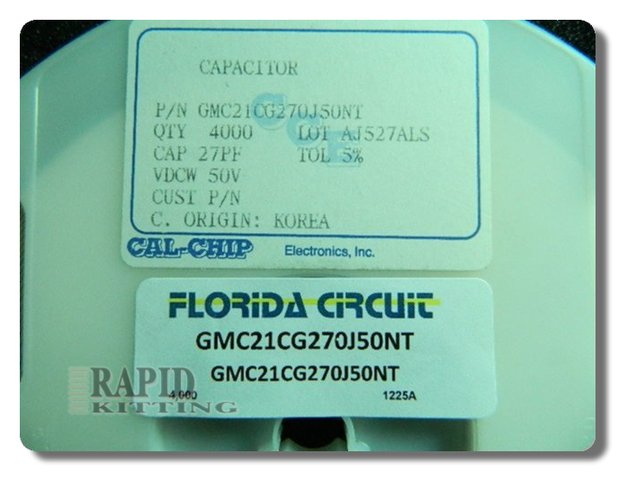 CAPACITOR
P/N GMC21CG270J50NT
QTY 4000 LOT AJ527ALS
CAP 27PF TOL 5%
VDCW 50V
CUST P/N
C. ORIGIN: KOREA
CCE
CAL-CHIP Electronics, Inc.
FLORIDA CIRCUIT
GMC21CG270J50NT
GMC21CG270J50NT
4,000 1225A
RAPID
KITTING